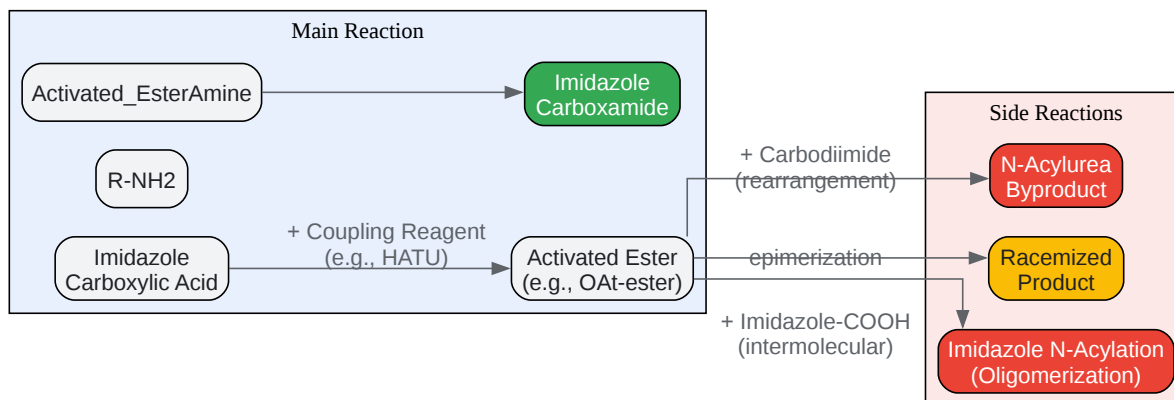 Main Reaction
Activated_EsterAmine
Imidazole
Carboxamide
R-NH2
Imidazole
Carboxylic Acid
+ Coupling Reagent
(e.g., HATU)
Activated Ester
(e.g., OAt-ester)
+ Carbodiimide
(rearrangement)
epimerization
+ Imidazole-COOH
(intermolecular)
Side Reactions
N-Acylurea
Byproduct
Racemized
Product
Imidazole N-Acylation
(Oligomerization)